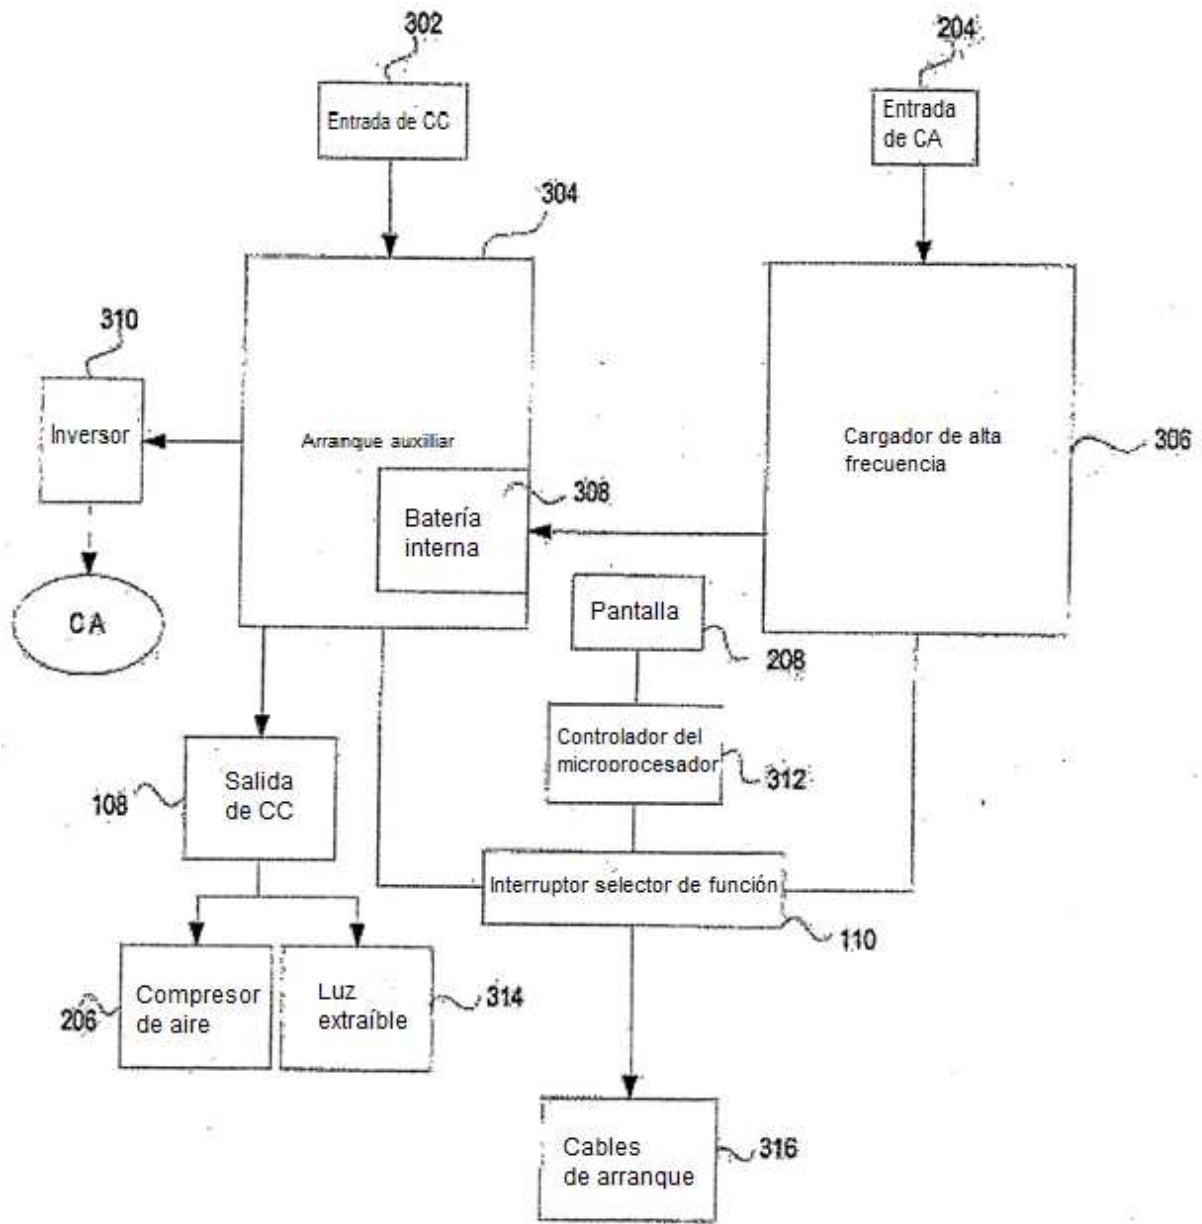 302
204
Entrada de CC
Entrada
de CA
304
310
Inversor
Arranque auxilliar
Cargador de alta
frecuencia
306
308
Batería
interna
CA
Pantalla
208
Controlador del
microprocesador
312
Salida
de CC
108
Interruptor selector de función
110
Compresor
de aire
206
Luz
extraíble
314
Cables
de arranque
316